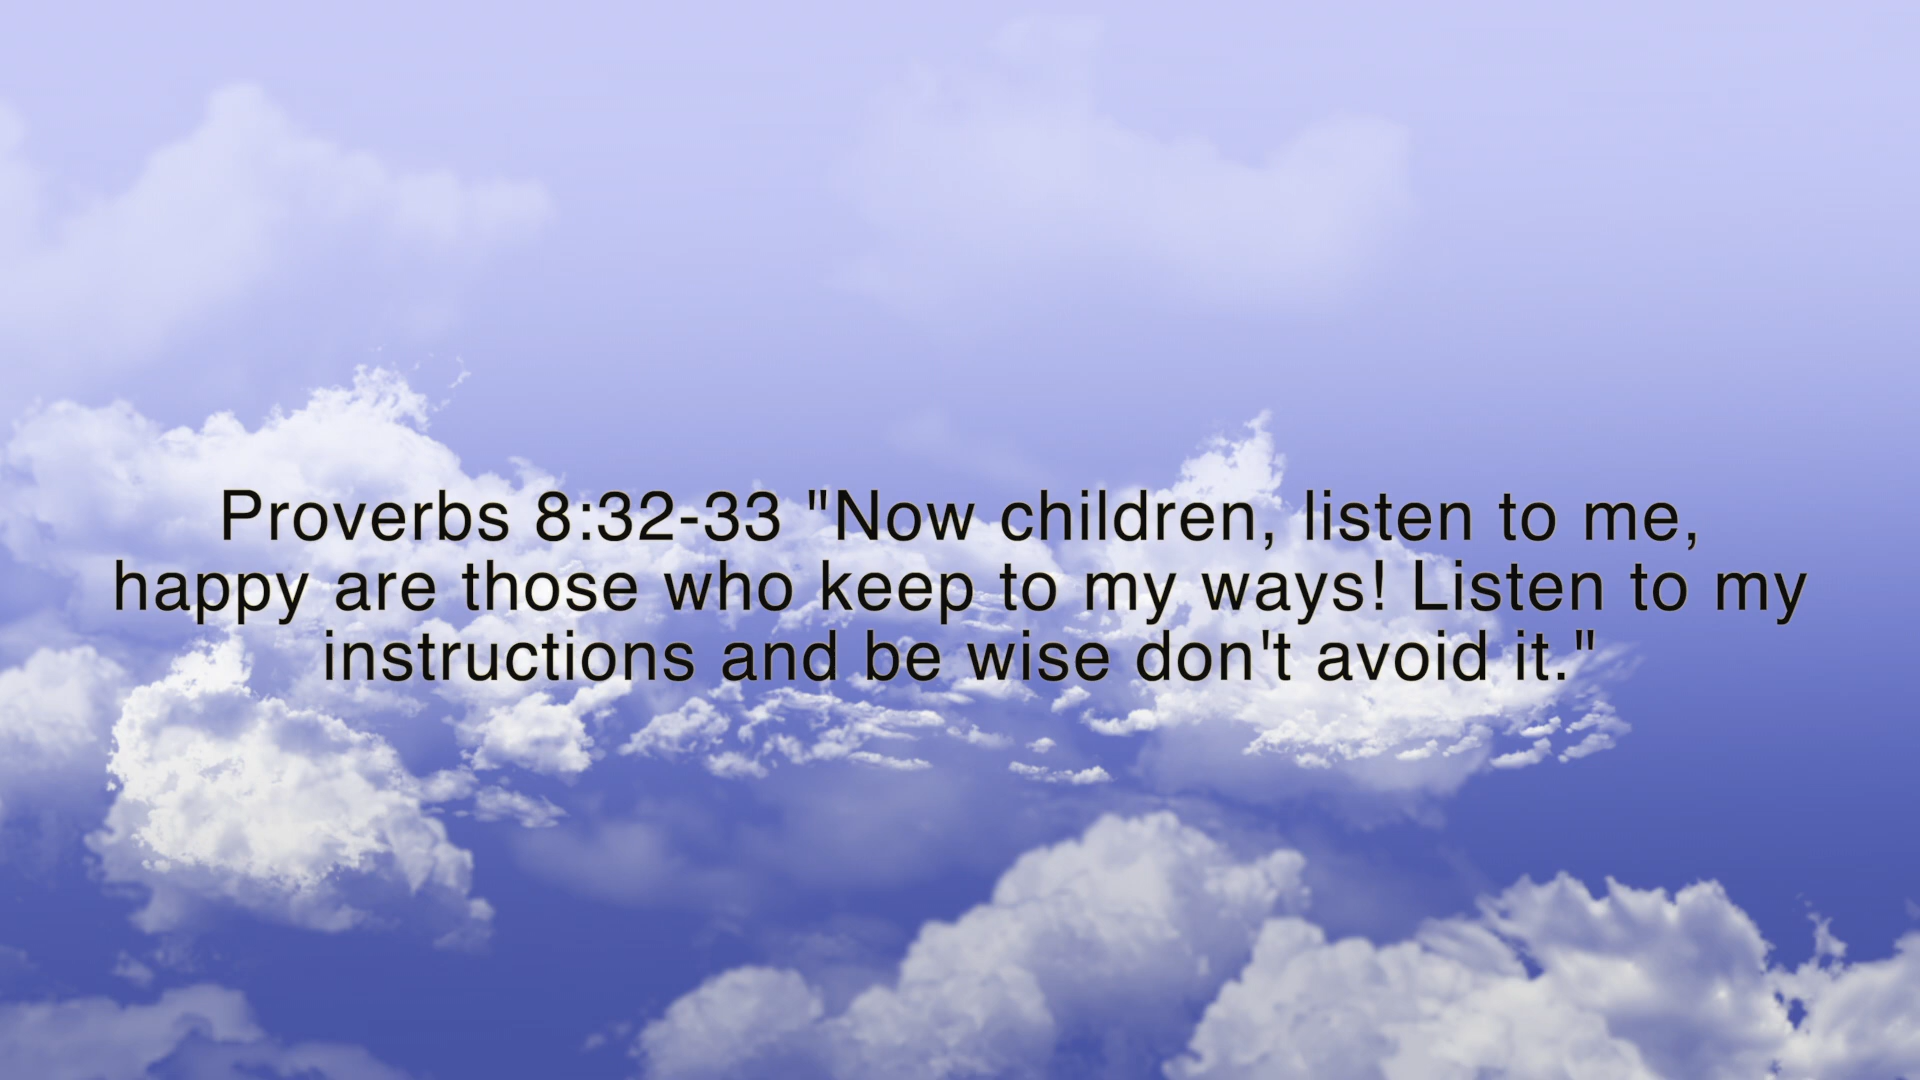 Proverbs 8:32-33 "Now children, listen to me,
happy are those who keep to my ways! Listen to my
instructions and be wise don't avoid it."